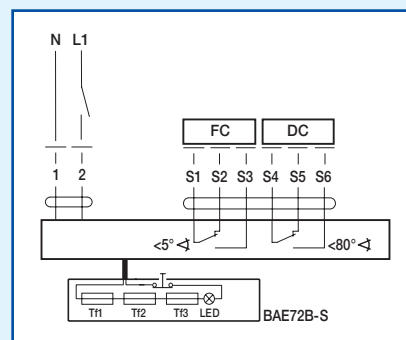 N L1
FC DC
1 2 S1 S2 S3 S4 S5 S6
<5° <80°
Tf1 Tf2 Tf3 LED
BAE72B-S